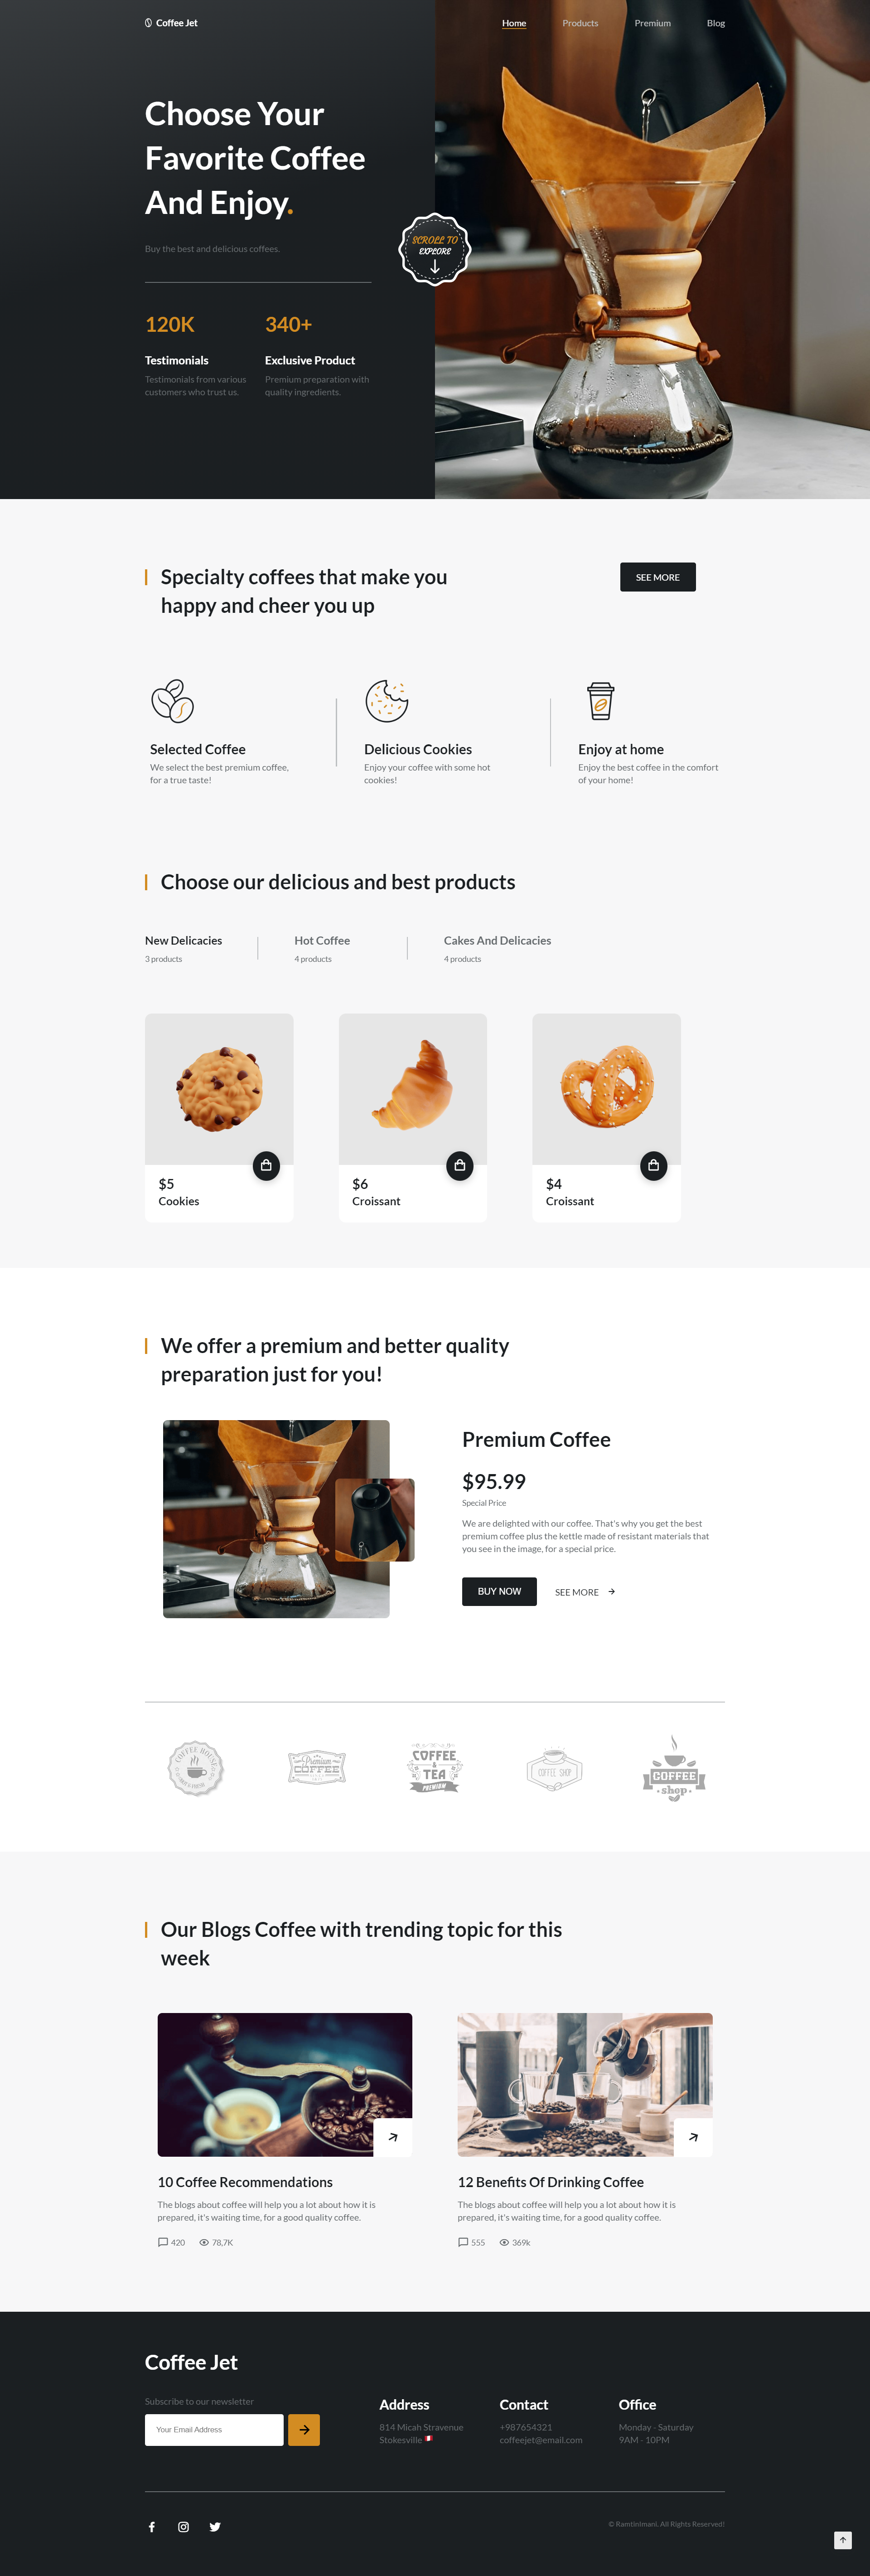 Coffee Jet
Home
Products
Premium
Blog
Choose Your
Favorite Coffee
And Enjoy.
Buy the best and delicious coffees.
SCROLL TO
EXPLORE
120K
Testimonials
Testimonials from various
customers who trust us.
340+
Exclusive Product
Premium preparation with
quality ingredients.
Specialty coffees that make you
happy and cheer you up
SEE MORE
Selected Coffee
We select the best premium coffee,
for a true taste!
Delicious Cookies
Enjoy your coffee with some hot
cookies!
Enjoy at home
Enjoy the best coffee in the comfort
of your home!
Choose our delicious and best products
New Delicacies
3 products
Hot Coffee
4 products
Cakes And Delicacies
4 products
$5
Cookies
$6
Croissant
$4
Croissant
We offer a premium and better quality
preparation just for you!
Premium Coffee
$95.99
Special Price
We are delighted with our coffee. That's why you get the best
premium coffee plus the kettle made of resistant materials that
you see in the image, for a special price.
BUY NOW
SEE MORE
COFFEE HOUSE
Premium
COFFEE
COFFEE
&
TEA
PREMIUM
COFFEE SHOP
COFFEE
shop
Our Blogs Coffee with trending topic for this
week
10 Coffee Recommendations
The blogs about coffee will help you a lot about how it is
prepared, it's waiting time, for a good quality coffee.
420
78,7K
12 Benefits Of Drinking Coffee
The blogs about coffee will help you a lot about how it is
prepared, it's waiting time, for a good quality coffee.
555
369k
Coffee Jet
Subscribe to our newsletter
Your Email Address
Address
814 Micah Stravenue
Stokesville 🇵🇪
Contact
+987654321
coffeejet@email.com
Office
Monday - Saturday
9AM - 10PM
© RamtinImani. All Rights Reserved!